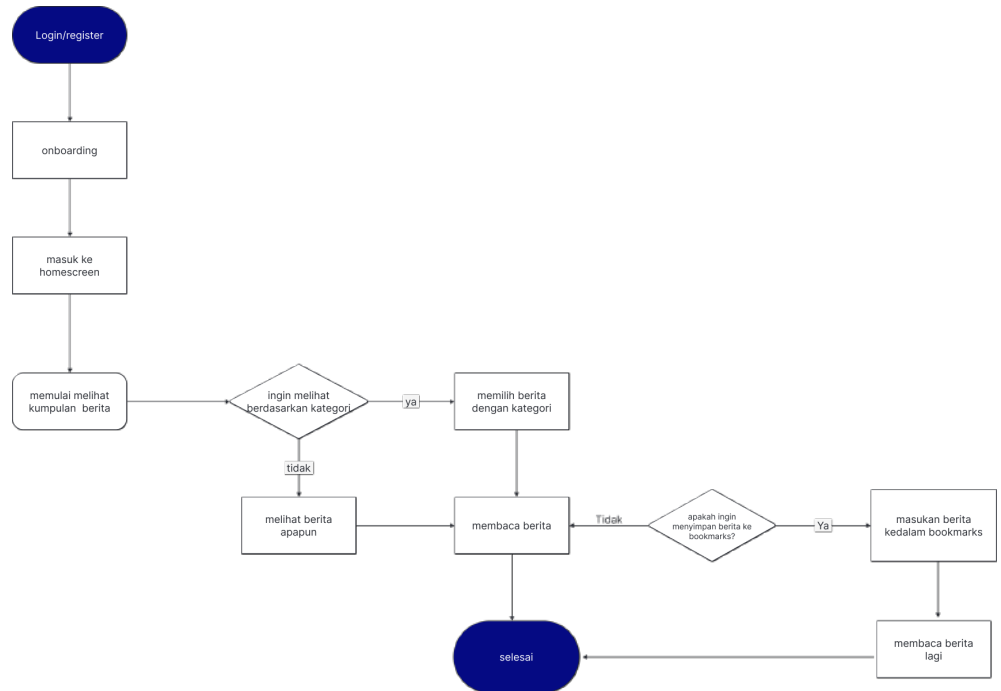 Login/register
onboarding
masuk ke
homescreen
memulai melihat
kumpulan berita
ingin melihat
berdasarkan kategori
ya
memilih berita
dengan kategori
tidak
melihat berita
apapun
membaca berita
Tidak
apakah ingin
menyimpan berita ke
bookmarks?
Ya
masukan berita
kedalam bookmarks
membaca berita
lagi
selesai